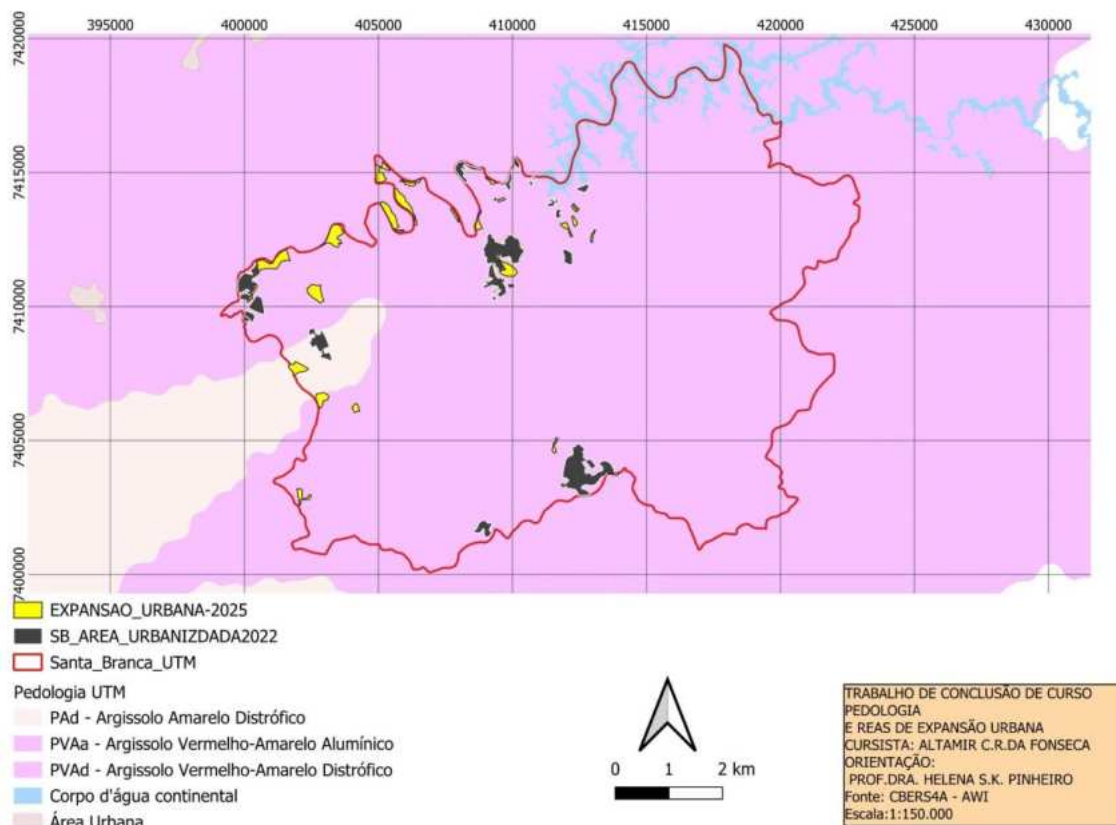 395000 400000 405000 410000 415000 420000 425000 430000
7420000
7415000
7410000
7405000
7400000
EXPANSAO_URBANA-2025
SB_AREA_URBANIZDADA2022
Santa_Branca_UTM
Pedologia UTM
PAd - Argissolo Amarelo Distrófico
PVAa - Argissolo Vermelho-Amarelo Alumínico
PVAd - Argissolo Vermelho-Amarelo Distrófico
Corpo d'água continental
Área Urbana
0 1 2 km
TRABALHO DE CONCLUSÃO DE CURSO
PEDOLOGIA
E REAS DE EXPANSÃO URBANA
CURSISTA: ALTAMIR C.R.DA FONSECA
ORIENTAÇÃO:
PROF.DRA. HELENA S.K. PINHEIRO
Fonte: CBERS4A - AWI
Escala:1:150.000